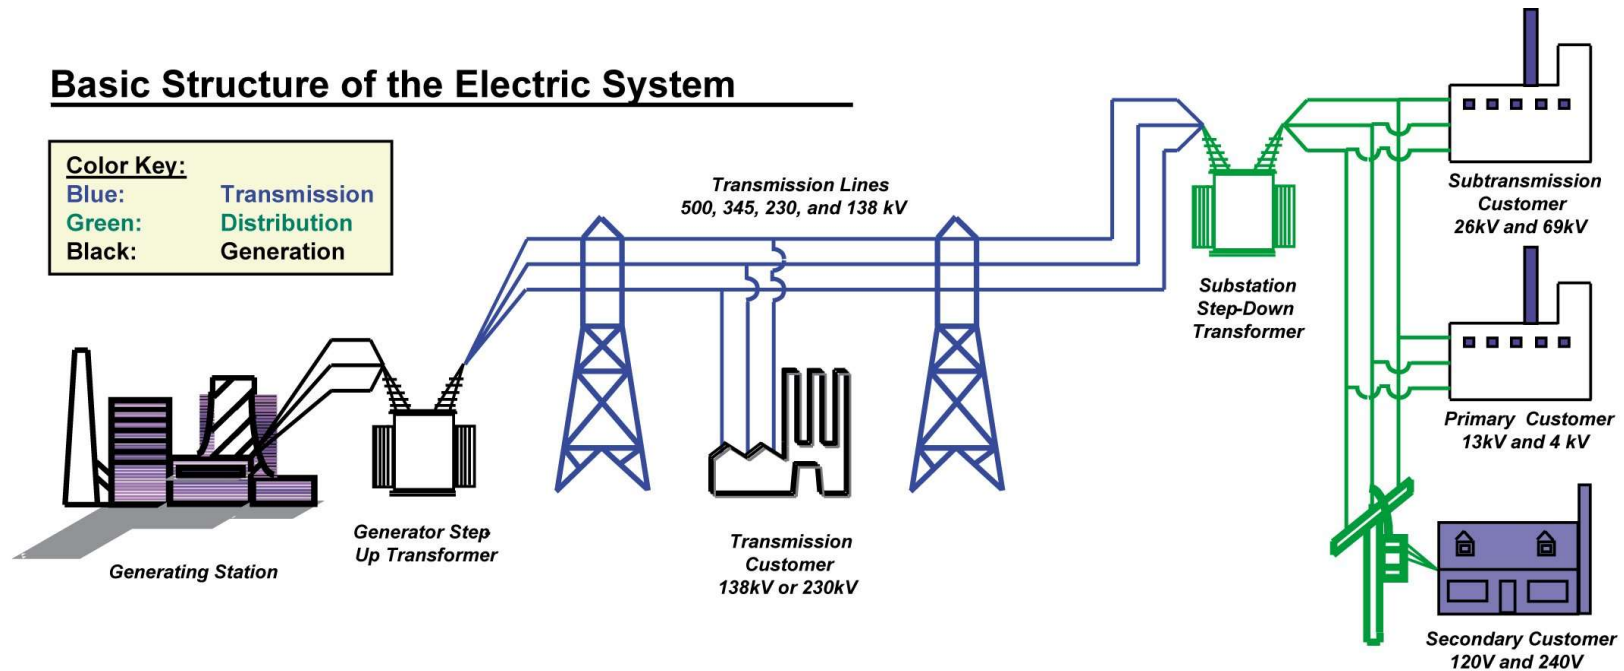 Basic Structure of the Electric System
Color Key:
Blue: Transmission
Green: Distribution
Black: Generation
Transmission Lines
500, 345, 230, and 138 kV
Subtransmission
Customer
26kV and 69kV
Substation
Step-Down
Transformer
Primary Customer
13kV and 4 kV
Generating Station
Generator Step
Up Transformer
Transmission
Customer
138kV or 230kV
Secondary Customer
120V and 240V